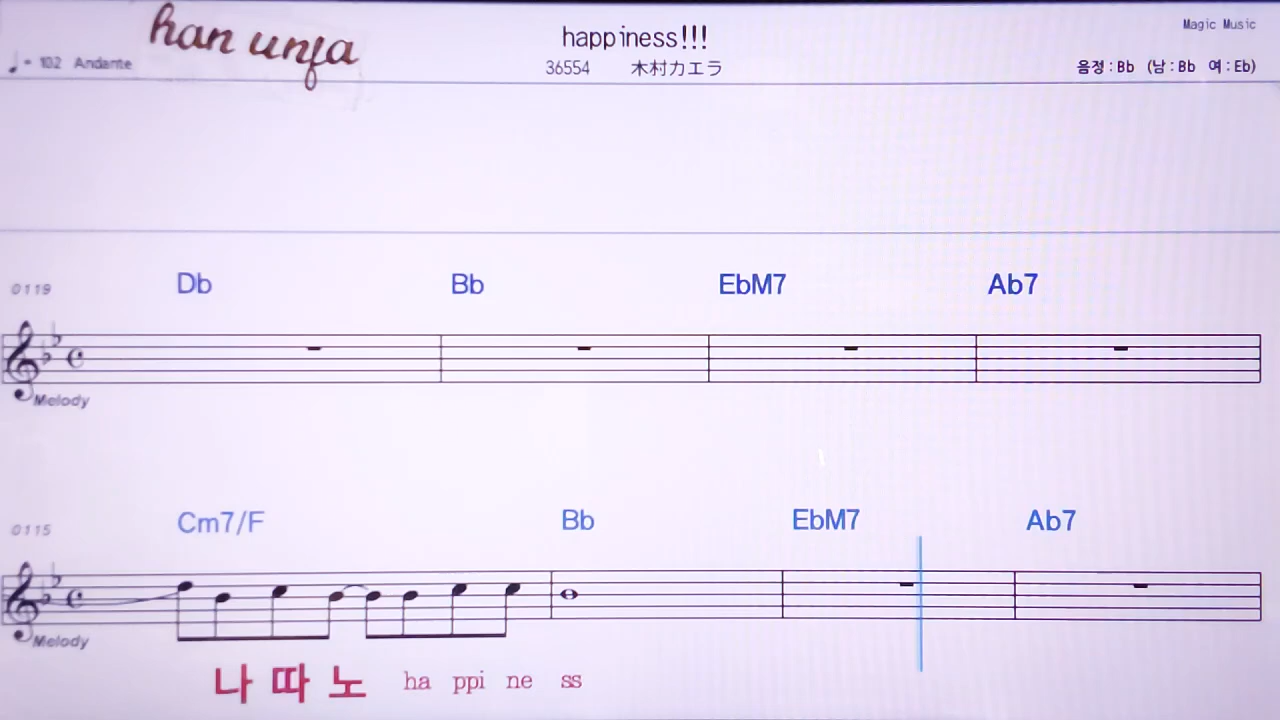 han unfa
happiness!!!
Magic Music
♩= 102 Andante
36554 木村カエラ
음정:Bb (남:Bb 여:Eb)
Db Bb EbM7 Ab7
0119
Melody
Cm7/F Bb EbM7 Ab7
0115
Melody
나 따 노 ha ppi ne ss